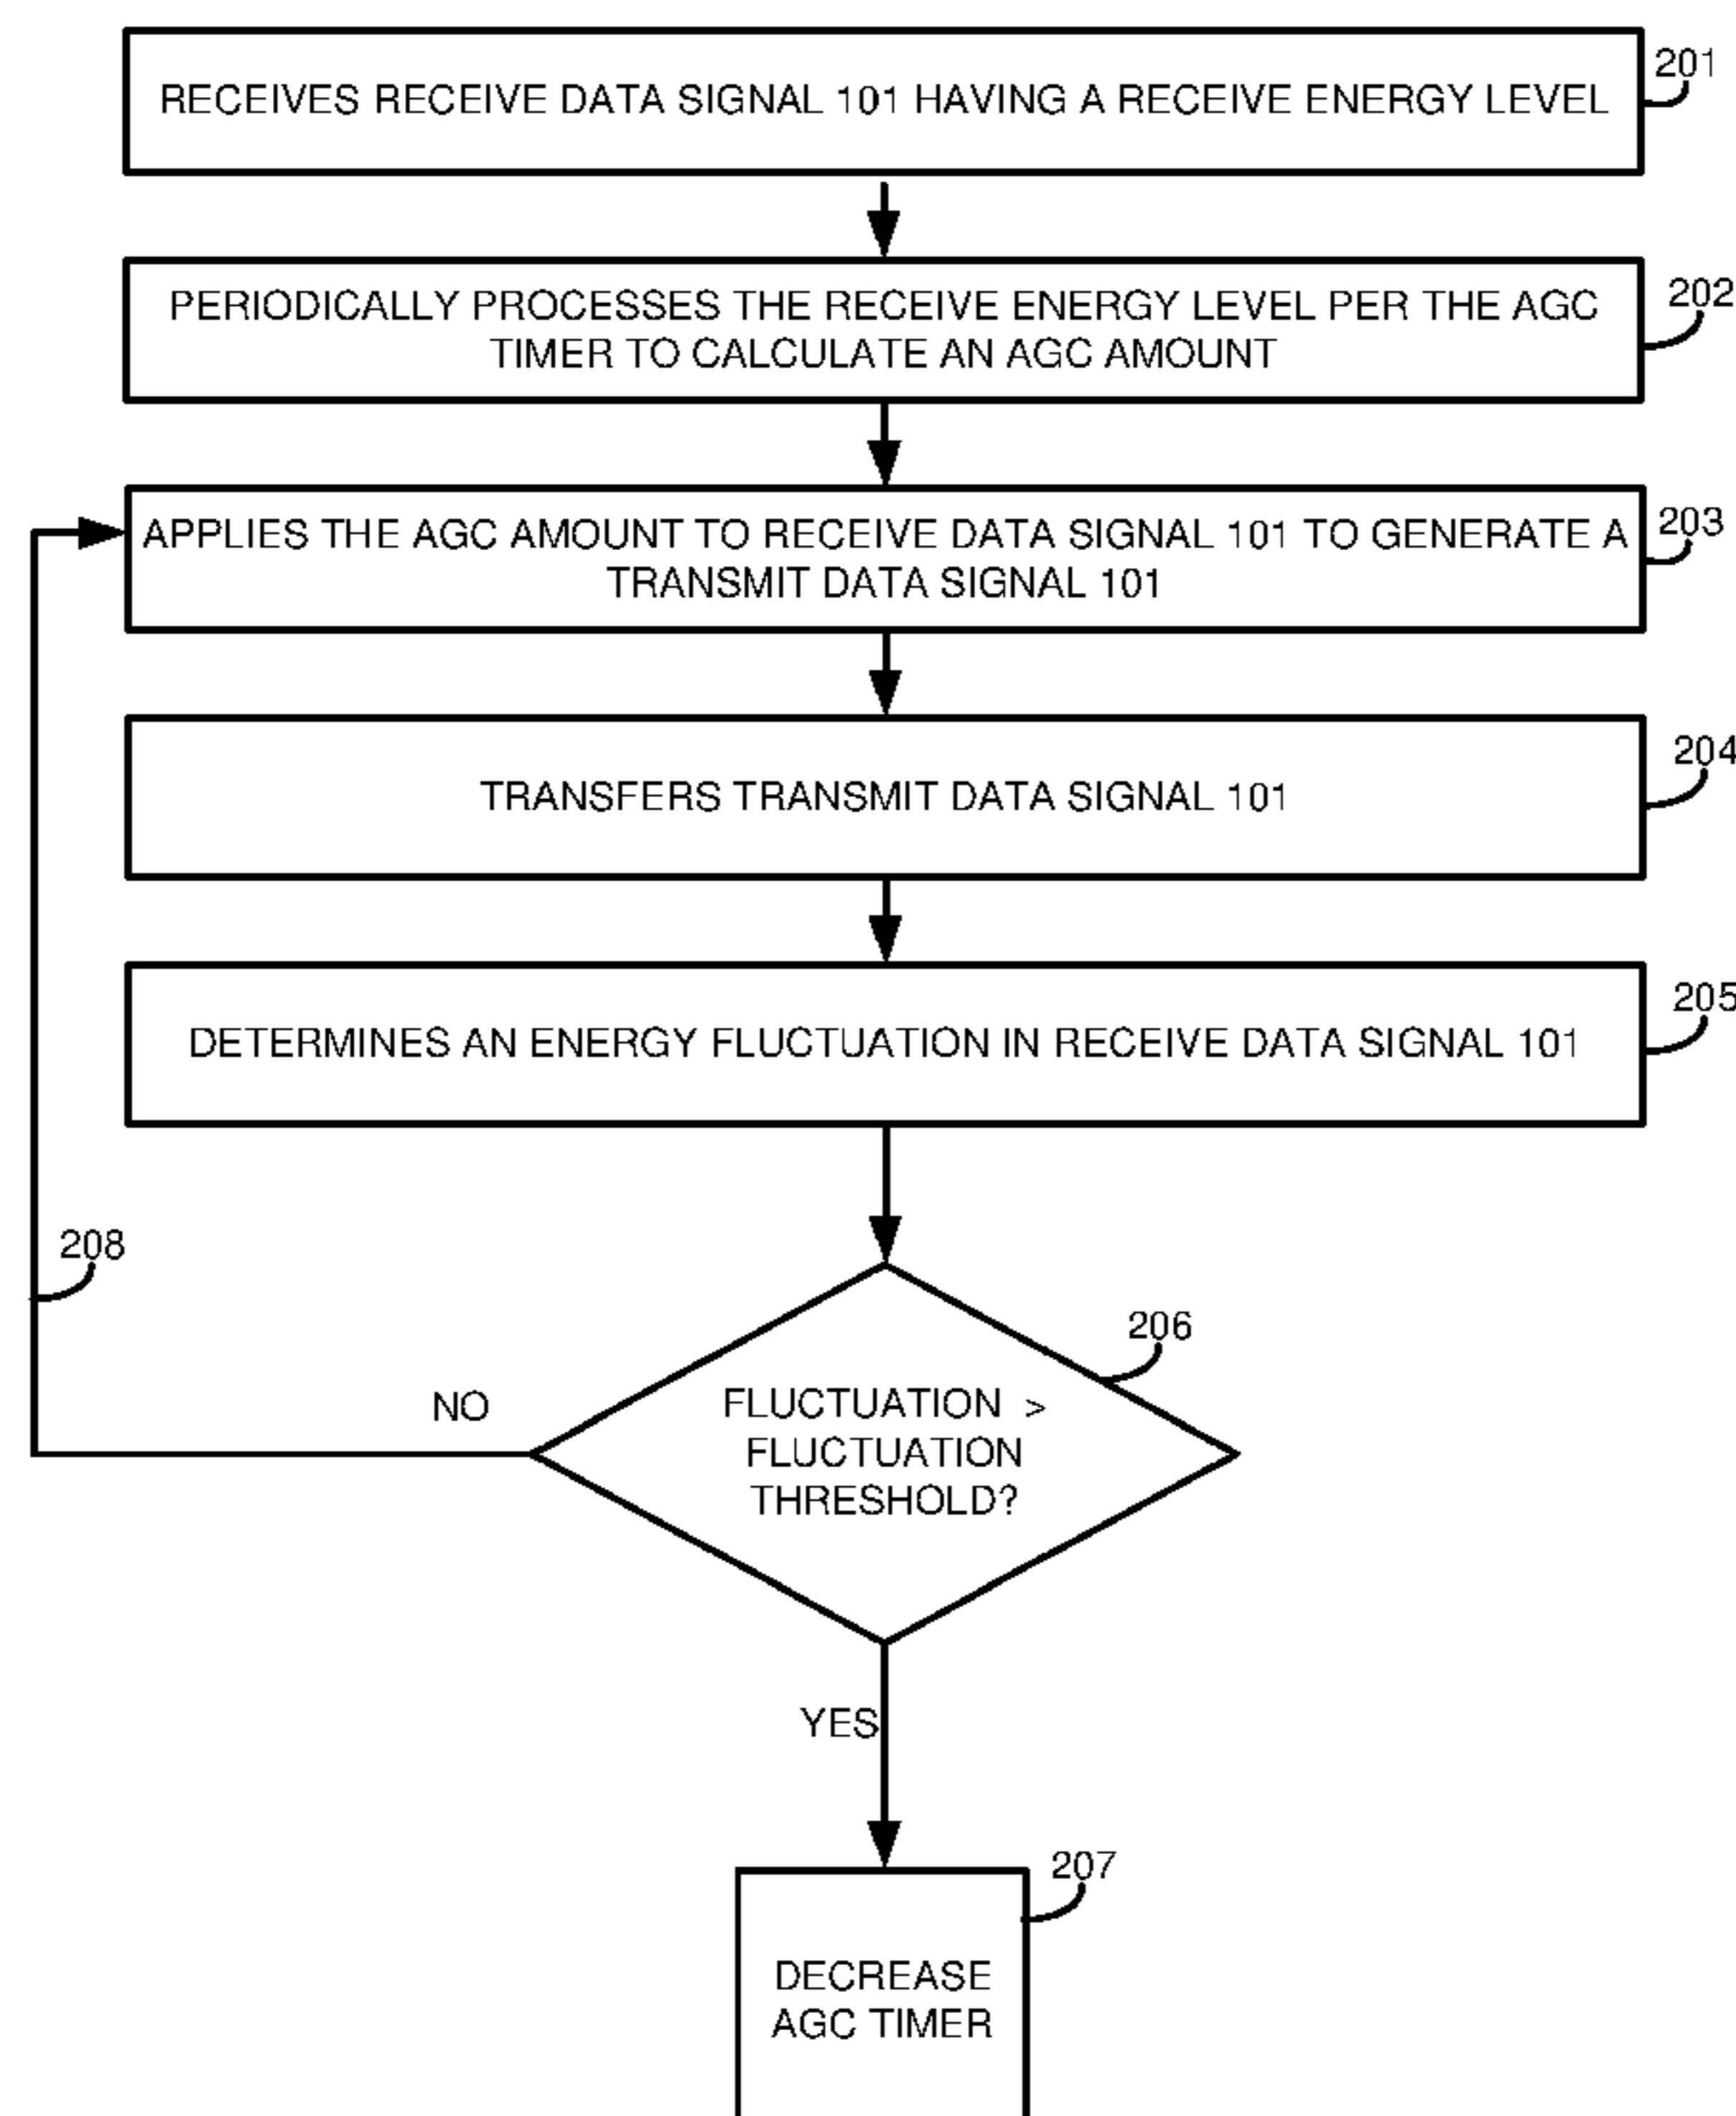 RECEIVES RECEIVE DATA SIGNAL 101 HAVING A RECEIVE ENERGY LEVEL
201
PERIODICALLY PROCESSES THE RECEIVE ENERGY LEVEL PER THE AGC
TIMER TO CALCULATE AN AGC AMOUNT
202
APPLIES THE AGC AMOUNT TO RECEIVE DATA SIGNAL 101 TO GENERATE A
TRANSMIT DATA SIGNAL 101
203
TRANSFERS TRANSMIT DATA SIGNAL 101
204
DETERMINES AN ENERGY FLUCTUATION IN RECEIVE DATA SIGNAL 101
205
208
206
NO
FLUCTUATION >
FLUCTUATION
THRESHOLD?
YES
207
DECREASE
AGC TIMER